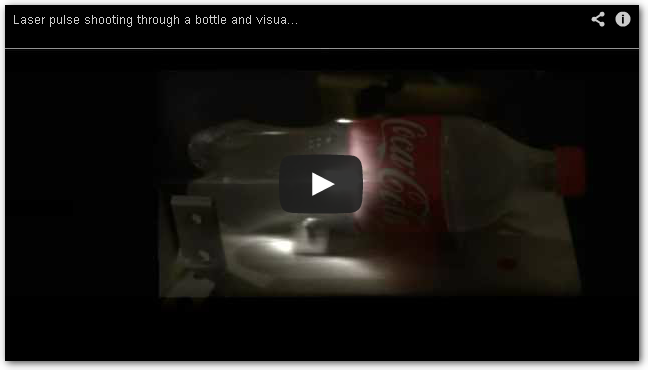 Laser pulse shooting through a bottle and visua...
Coca-Cola